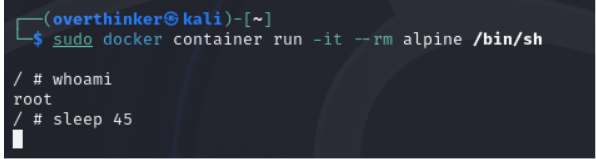 ┌──(overthinker㉿kali)-[~]
└─$ sudo docker container run -it --rm alpine /bin/sh
/ # whoami
root
/ # sleep 45